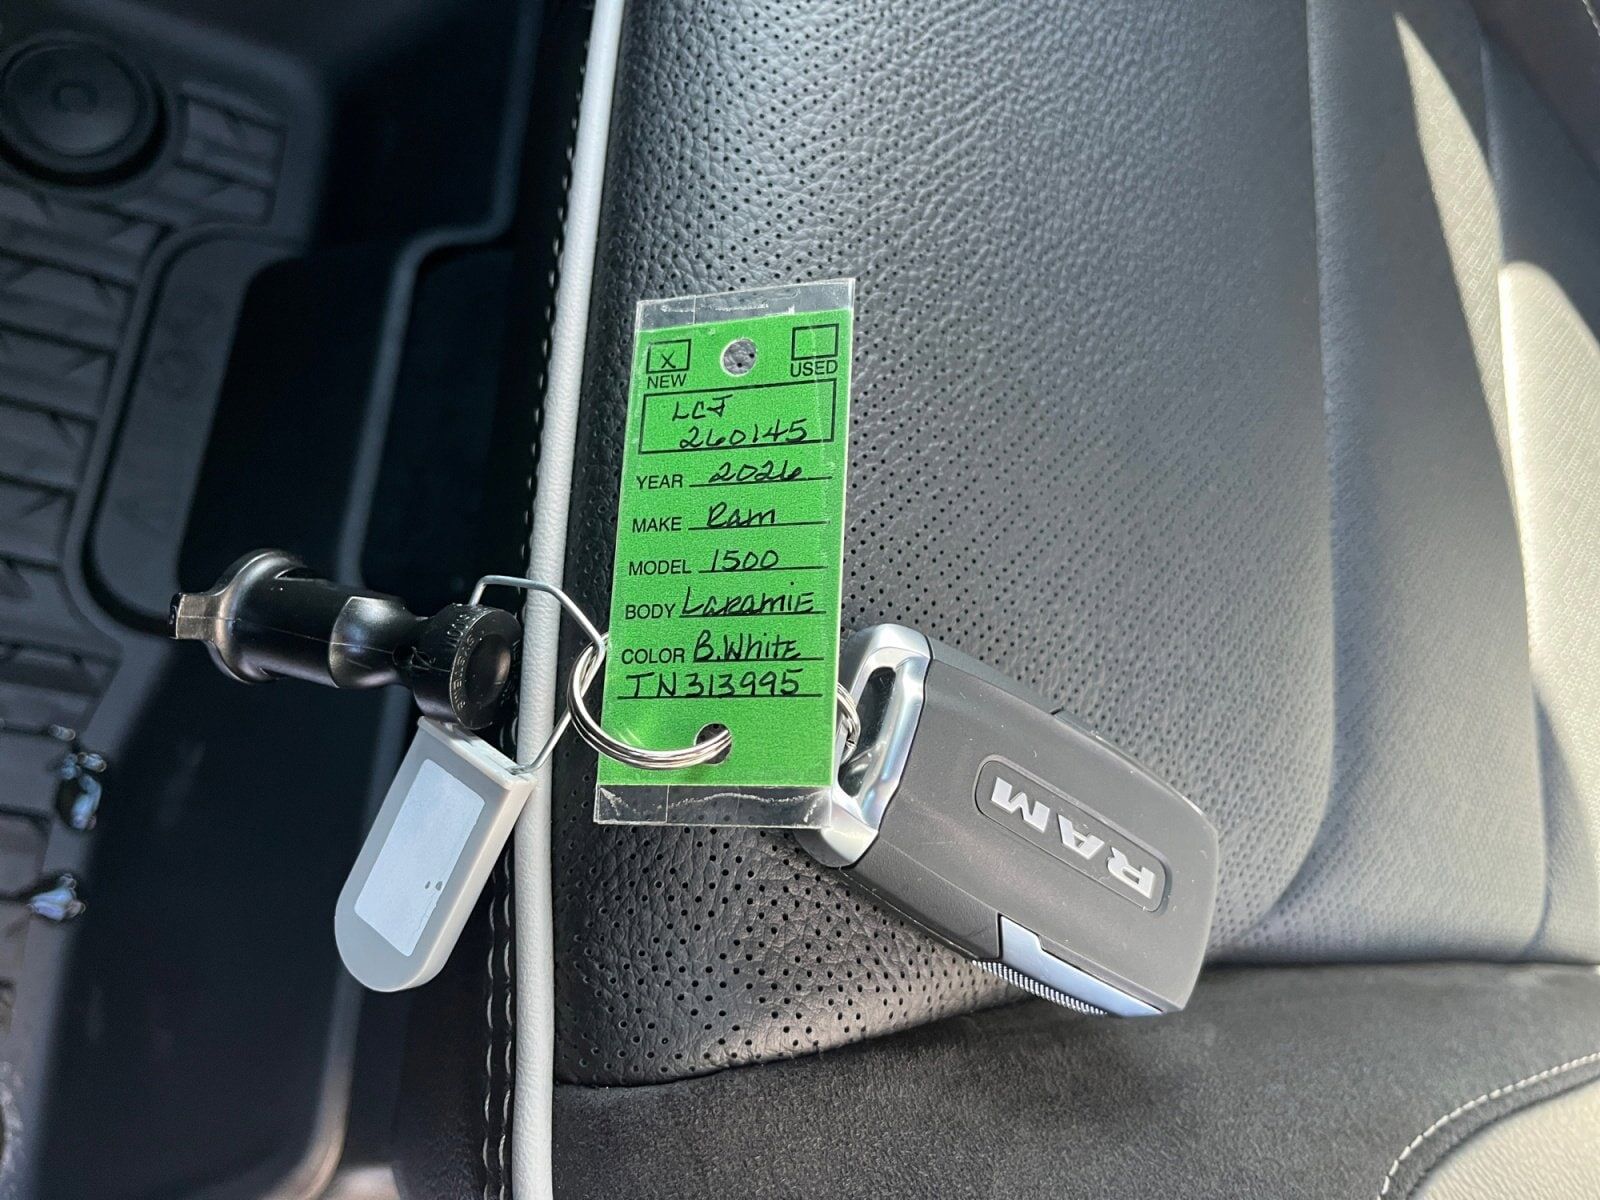 X
NEW
USED
LCJ
260145
YEAR 2026
MAKE Ram
MODEL 1500
BODY LaRamiE
COLOR B.WhitE
TN313995
RAM